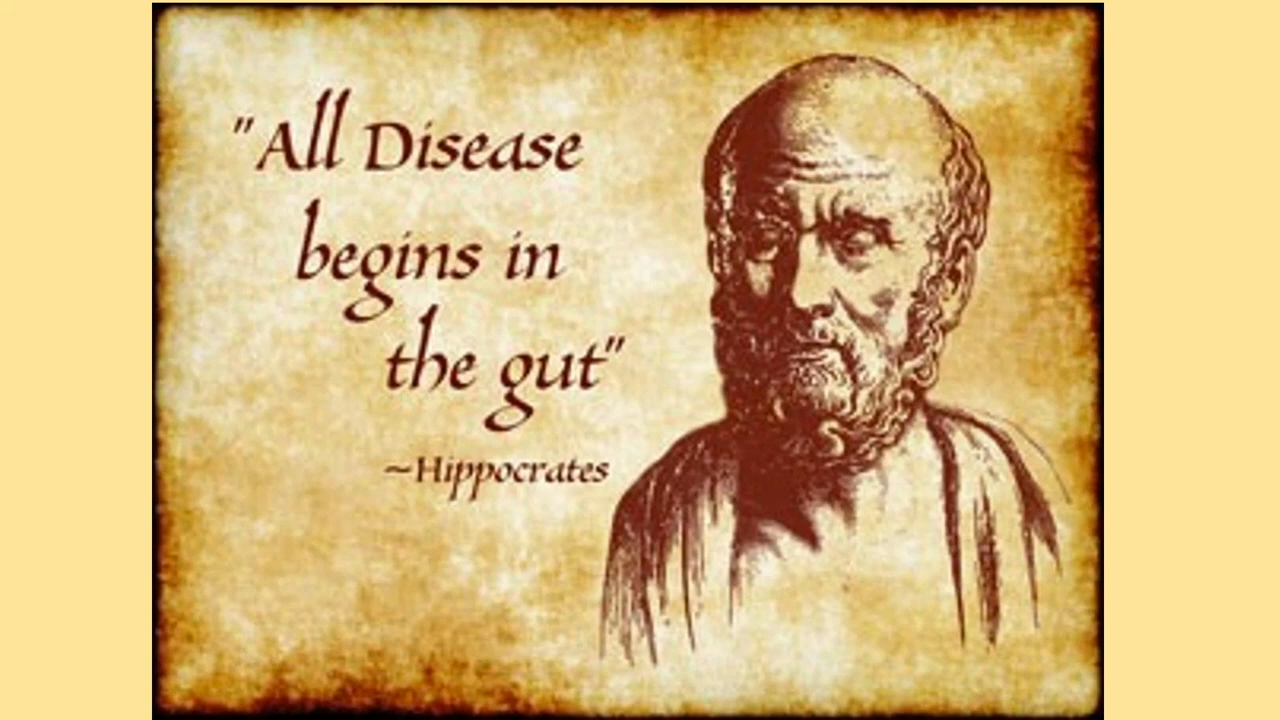 "All Disease
begins in
the gut"
~Hippocrates